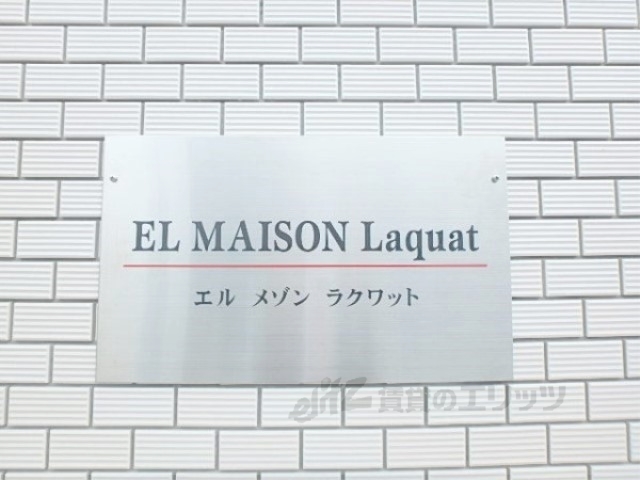 EL MAISON Laquat
エル メゾン ラクワット
elitz 賃貸のエリッツ